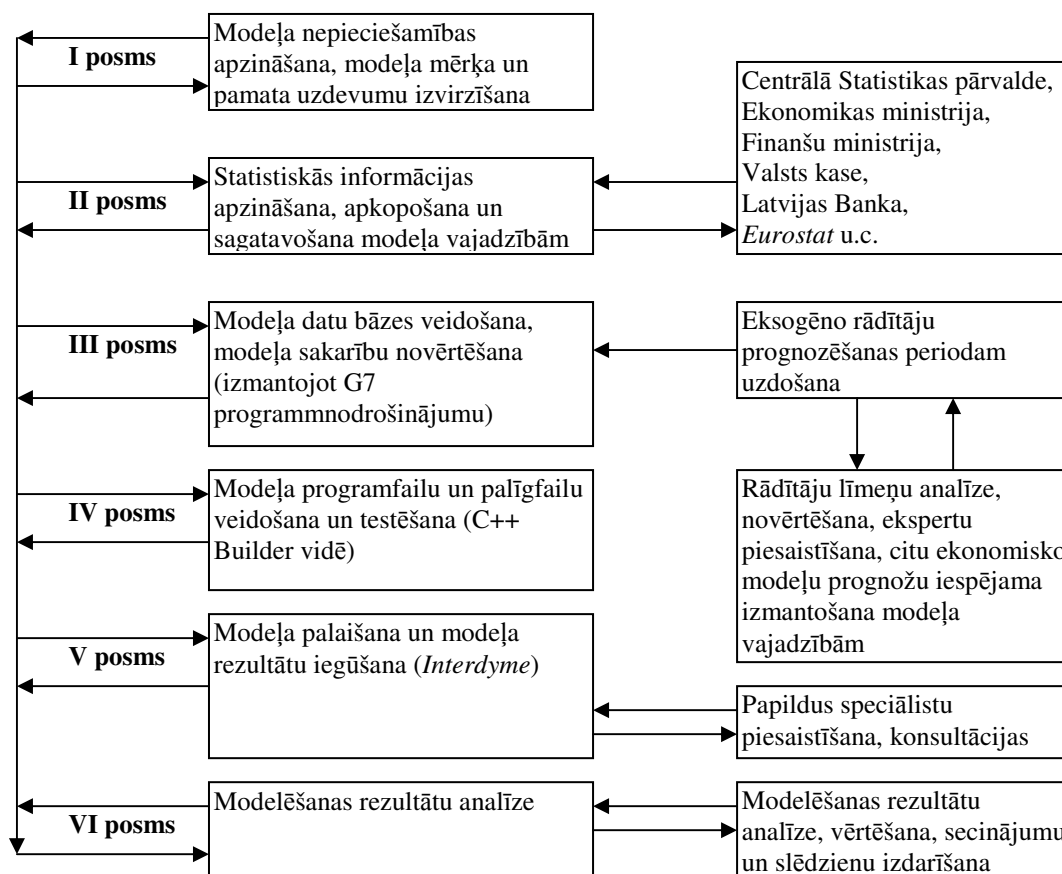 I posms
Modeļa nepieciešamības
apzināšana, modeļa mērķa un
pamata uzdevumu izvirzīšana
II posms
Statistiskās informācijas
apzināšana, apkopošana un
sagatavošana modeļa vajadzībām
Centrālā Statistikas pārvalde,
Ekonomikas ministrija,
Finanšu ministrija,
Valsts kase,
Latvijas Banka,
Eurostat u.c.
III posms
Modeļa datu bāzes veidošana,
modeļa sakarību novērtēšana
(izmantojot G7
programmnodrošinājumu)
Eksogēno rādītāju
prognozēšanas periodam
uzdošana
IV posms
Modeļa programfailu un palīgfailu
veidošana un testēšana (C++
Builder vidē)
Rādītāju līmeņu analīze,
novērtēšana, ekspertu
piesaistīšana, citu ekonomisko
modeļu prognožu iespējama
izmantošana modeļa
vajadzībām
V posms
Modeļa palaišana un modeļa
rezultātu iegūšana (Interdyme)
Papildus speciālistu
piesaistīšana, konsultācijas
VI posms
Modelēšanas rezultātu analīze
Modelēšanas rezultātu
analīze, vērtēšana, secinājumu
un slēdzienu izdarīšana